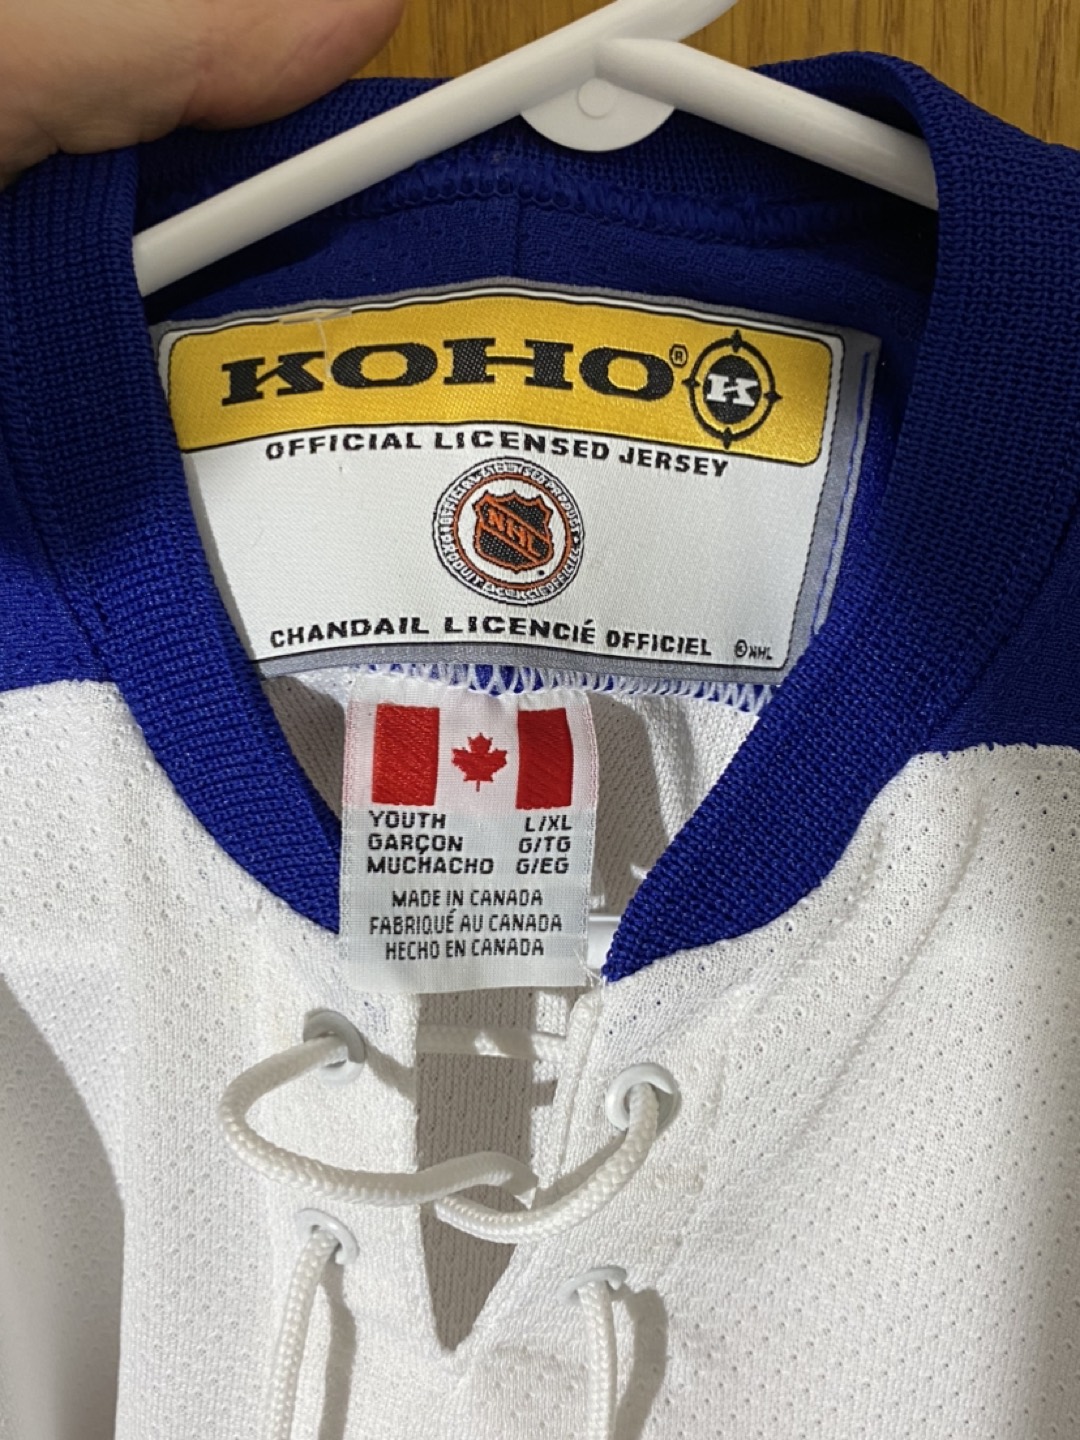 KOHO®
K
OFFICIAL LICENSED JERSEY
NHL
CHANDAIL LICENCIÉ OFFICIEL ©NHL
YOUTH L/XL
GARÇON G/TG
MUCHACHO G/EG
MADE IN CANADA
FABRIQUÉ AU CANADA
HECHO EN CANADA